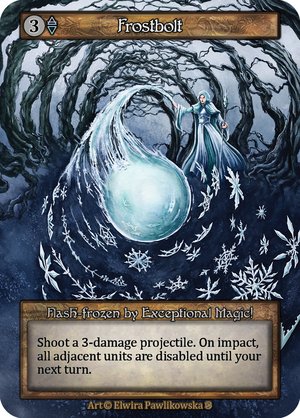 3
Frostbolt
Flash-frozen by Exceptional Magic!
Shoot a 3-damage projectile. On impact,
all adjacent units are disabled until your
next turn.
Art © Elwira Pawlikowska